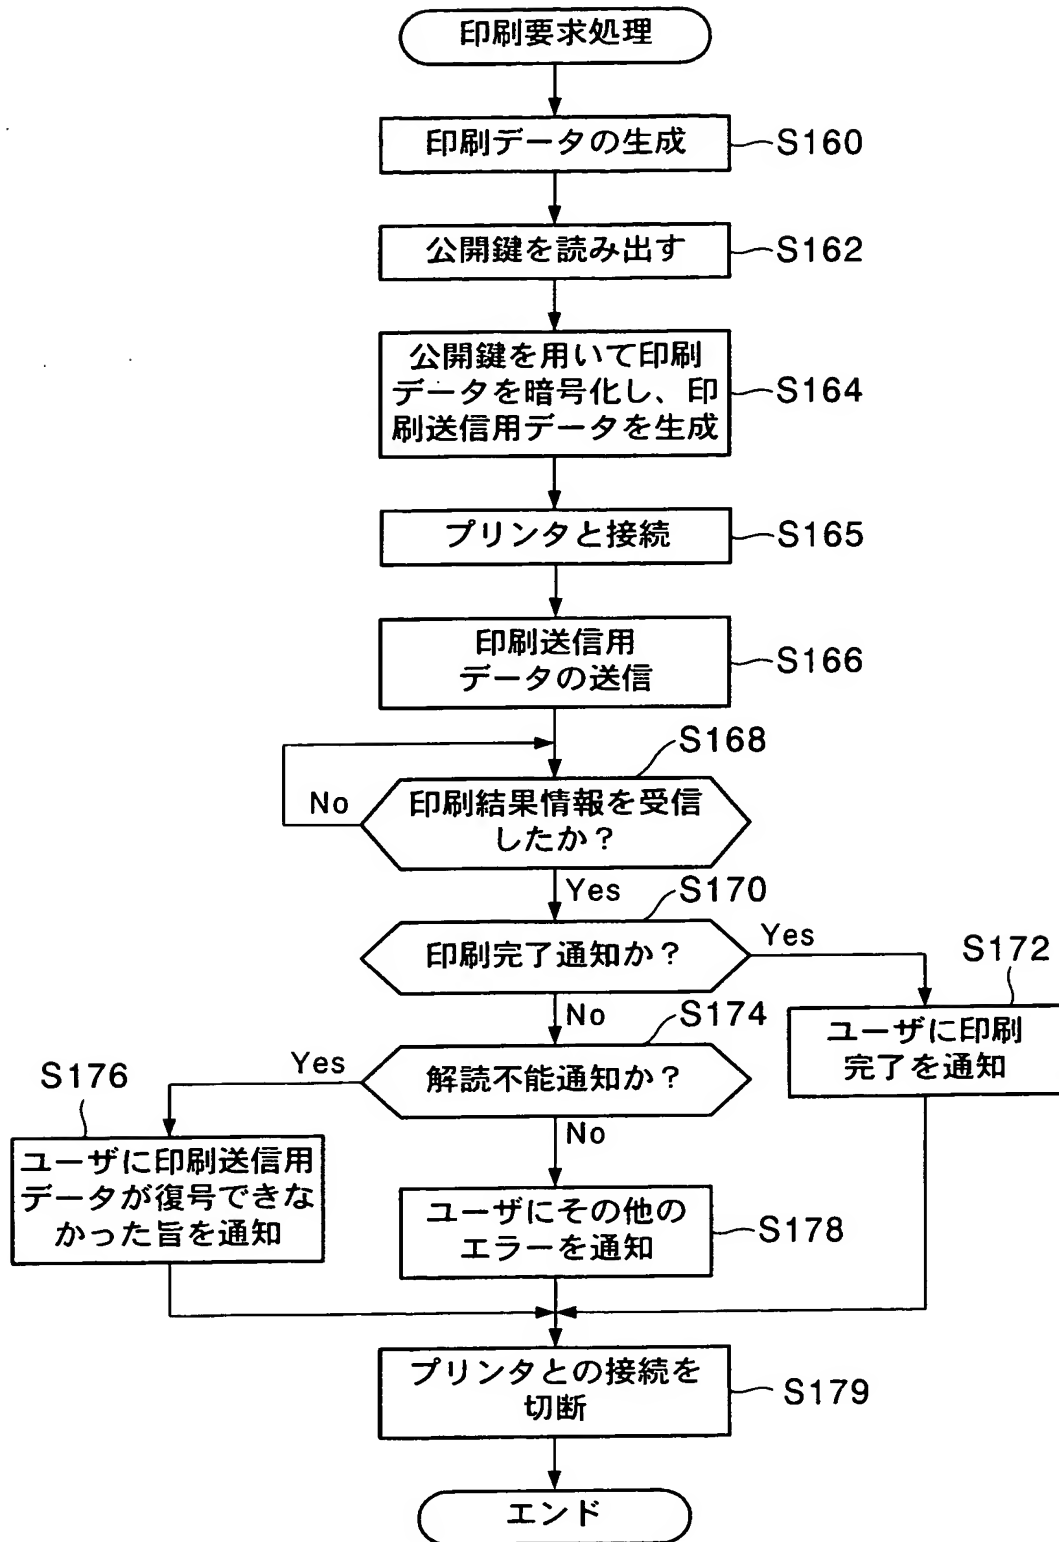 印刷要求処理
印刷データの生成
S160
公開鍵を読み出す
S162
公開鍵を用いて印刷
データを暗号化し、印
刷送信用データを生成
S164
プリンタと接続
S165
印刷送信用
データの送信
S166
S168
印刷結果情報を受信
したか？
No
Yes
S170
印刷完了通知か？
Yes
S172
ユーザに印刷
完了を通知
No
S174
解読不能通知か？
Yes
S176
ユーザに印刷送信用
データが復号できな
かった旨を通知
No
ユーザにその他の
エラーを通知
S178
プリンタとの接続を
切断
S179
エンド